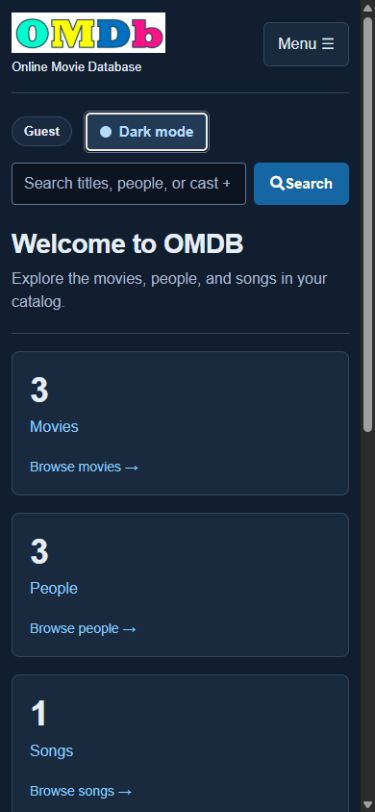 OMDb
Online Movie Database
Menu ☰
Guest
Dark mode
Search titles, people, or cast +
Search
Welcome to OMDB
Explore the movies, people, and songs in your
catalog.
3
Movies
Browse movies →
3
People
Browse people →
1
Songs
Browse songs →